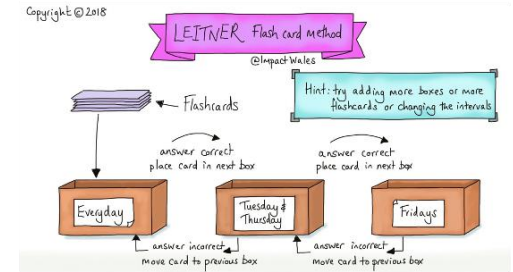 Copyright © 2018
LEITNER Flash card method
@ImpactWales
Hint: try adding more boxes or more
flashcards or changing the intervals
Flashcards
answer correct
place card in next box
answer correct
place card in next box
Everyday
Tuesday &
Thursday
Fridays
answer incorrect
move card to previous box
answer incorrect
move card to previous box